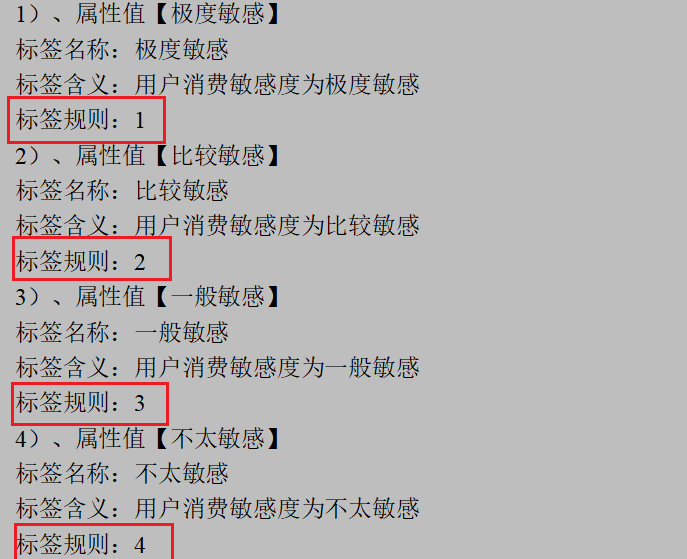 1）、属性值【极度敏感】
标签名称：极度敏感
标签含义：用户消费敏感度为极度敏感
标签规则：1
2）、属性值【比较敏感】
标签名称：比较敏感
标签含义：用户消费敏感度为比较敏感
标签规则：2
3）、属性值【一般敏感】
标签名称：一般敏感
标签含义：用户消费敏感度为一般敏感
标签规则：3
4）、属性值【不太敏感】
标签名称：不太敏感
标签含义：用户消费敏感度为不太敏感
标签规则：4